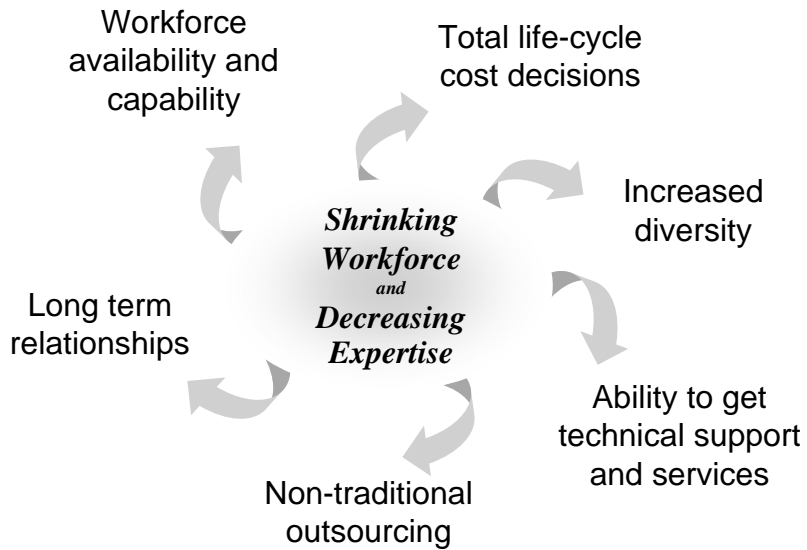 Workforce
availability and
capability
Total life-cycle
cost decisions
Increased
diversity
Shrinking
Workforce
and
Decreasing
Expertise
Long term
relationships
Ability to get
technical support
and services
Non-traditional
outsourcing